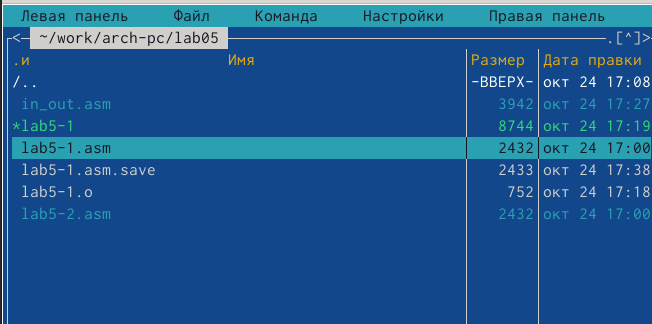 Левая панель Файл Команда Настройки Правая панель
<─ ~/work/arch-pc/lab05 ─.[^]>
.и Имя Размер Дата правки
/.. -ВВЕРХ- окт 24 17:08
in_out.asm 3942 окт 24 17:27
*lab5-1 8744 окт 24 17:19
lab5-1.asm 2432 окт 24 17:00
lab5-1.asm.save 2433 окт 24 17:38
lab5-1.o 752 окт 24 17:18
lab5-2.asm 2432 окт 24 17:00